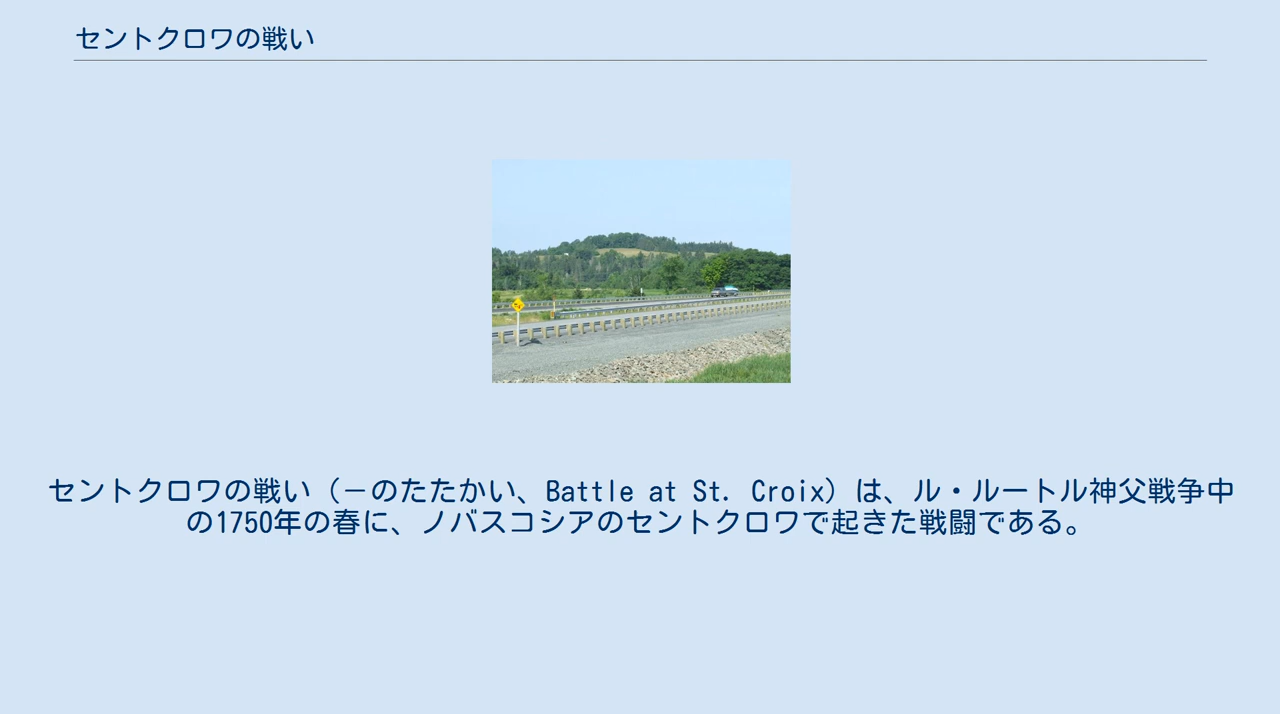 セントクロワの戦い
セントクロワの戦い（－のたたかい、Battle at St. Croix）は、ル・ルートル神父戦争中
の1750年の春に、ノバスコシアのセントクロワで起きた戦闘である。